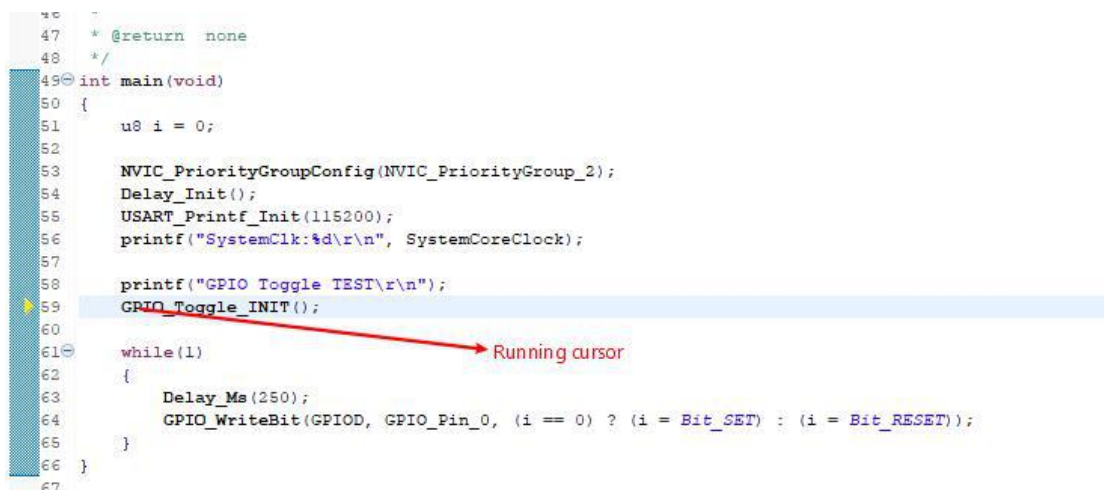 47 * @return none
48 */
49 int main(void)
50 {
51 u8 i = 0;
52
53 NVIC_PriorityGroupConfig(NVIC_PriorityGroup_2);
54 Delay_Init();
55 USART_Printf_Init(115200);
56 printf("SystemClk:%d\r\n", SystemCoreClock);
57
58 printf("GPIO Toggle TEST\r\n");
59 GPIO_Toggle_INIT();
60
Running cursor
61 while(1)
62 {
63 Delay_Ms(250);
64 GPIO_WriteBit(GPIOD, GPIO_Pin_0, (i == 0) ? (i = Bit_SET) : (i = Bit_RESET));
65 }
66 }